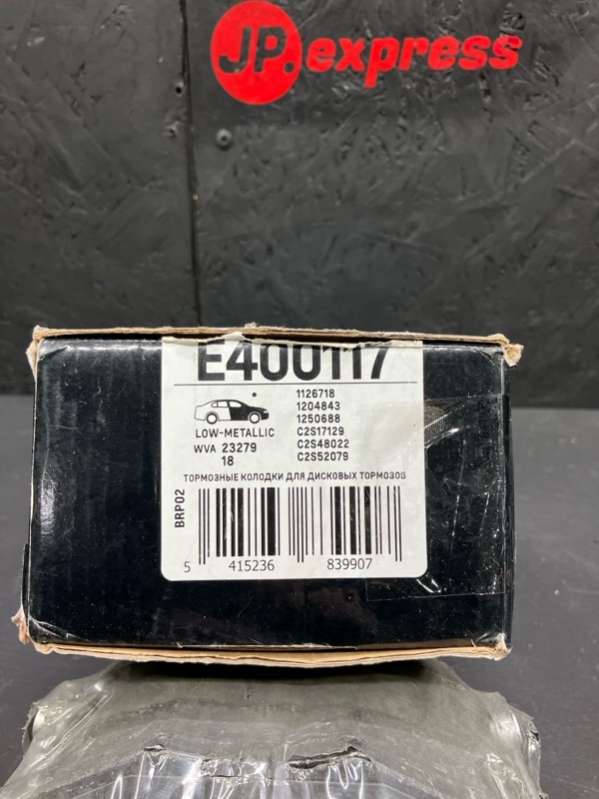 JP.express
E400117
1126718
1204843
1250688
C2S17129
C2S48022
C2S52079
LOW-METALLIC
WVA 23279
18
ТОРМОЗНЫЕ КОЛОДКИ ДЛЯ ДИСКОВЫХ ТОРМОЗОВ
BRP02
5 415236 839907